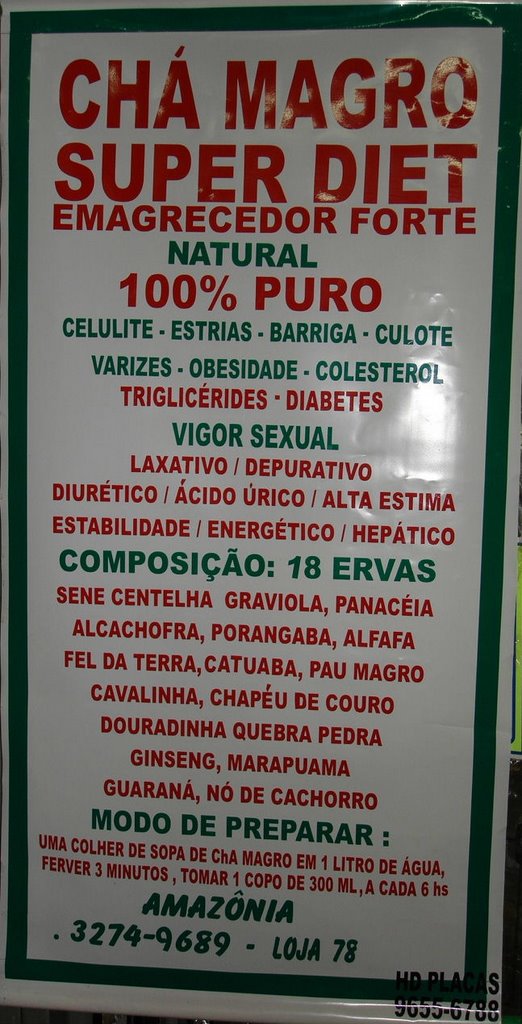 CHÁ MAGRO
SUPER DIET
EMAGRECEDOR FORTE
NATURAL
100% PURO
CELULITE - ESTRIAS - BARRIGA - CULOTE
VARIZES - OBESIDADE - COLESTEROL
TRIGLICÉRIDES - DIABETES
VIGOR SEXUAL
LAXATIVO / DEPURATIVO
DIURÉTICO / ÁCIDO ÚRICO / ALTA ESTIMA
ESTABILIDADE / ENERGÉTICO / HEPÁTICO
COMPOSIÇÃO: 18 ERVAS
SENE CENTELHA GRAVIOLA, PANACÉIA
ALCACHOFRA, PORANGABA, ALFAFA
FEL DA TERRA, CATUABA, PAU MAGRO
CAVALINHA, CHAPÉU DE COURO
DOURADINHA QUEBRA PEDRA
GINSENG, MARAPUAMA
GUARANÁ, NÓ DE CACHORRO
MODO DE PREPARAR :
UMA COLHER DE SOPA DE ChA MAGRO EM 1 LITRO DE ÁGUA,
FERVER 3 MINUTOS , TOMAR 1 COPO DE 300 ML, A CADA 6 hs
AMAZÔNIA
. 3274-9689 - LOJA 78
HD PLACAS
9655-6788